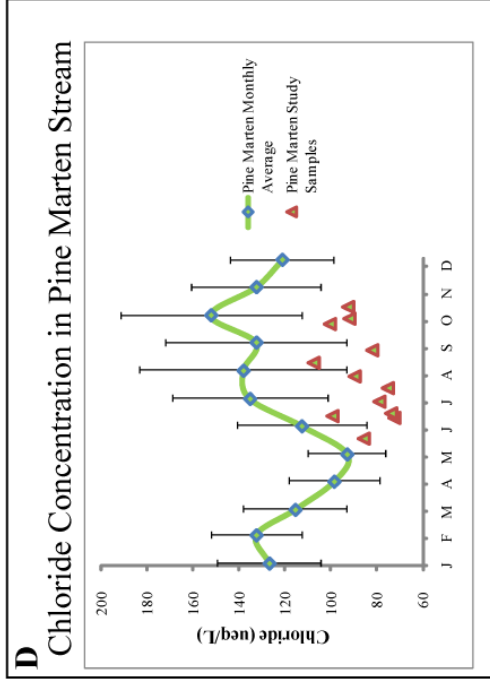 D
Chloride Concentration in Pine Marten Stream
200
180
160
140
120
100
80
60
Chloride (ueq/L)
J F M A M J J A S O N D
Pine Marten Monthly
Average
Pine Marten Study
Samples